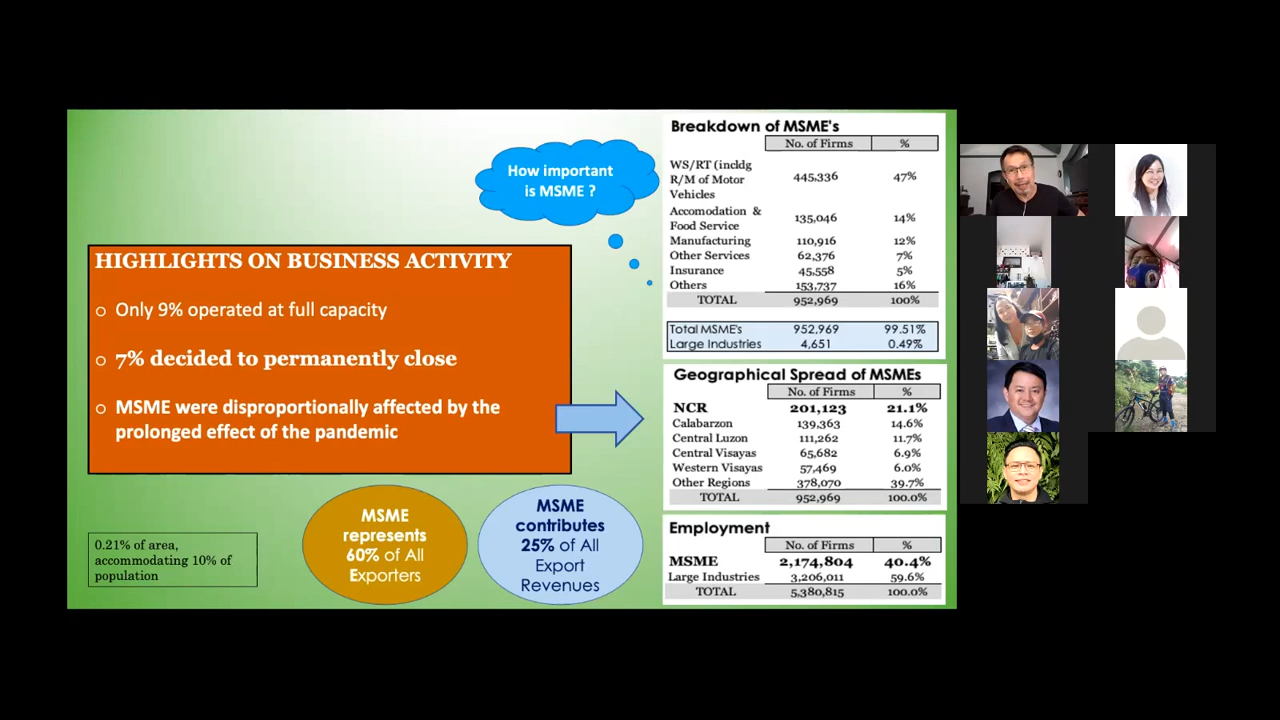 How important
is MSME ?
HIGHLIGHTS ON BUSINESS ACTIVITY
o Only 9% operated at full capacity
o 7% decided to permanently close
o MSME were disproportionally affected by the
prolonged effect of the pandemic
0.21% of area,
accommodating 10% of
population
MSME
represents
60% of All
Exporters
MSME
contributes
25% of All
Export
Revenues
Breakdown of MSME's
No. of Firms %
WS/RT (incldg
R/M of Motor 445,336 47%
Vehicles
Accomodation &
Food Service 135,046 14%
Manufacturing 110,916 12%
Other Services 62,376 7%
Insurance 45,558 5%
Others 153,737 16%
TOTAL 952,969 100%
Total MSME's 952,969 99.51%
Large Industries 4,651 0.49%
Geographical Spread of MSMEs
No. of Firms %
NCR 201,123 21.1%
Calabarzon 139,363 14.6%
Central Luzon 111,262 11.7%
Central Visayas 65,682 6.9%
Western Visayas 57,469 6.0%
Other Regions 378,070 39.7%
TOTAL 952,969 100.0%
Employment
No. of Firms %
MSME 2,174,804 40.4%
Large Industries 3,206,011 59.6%
TOTAL 5,380,815 100.0%